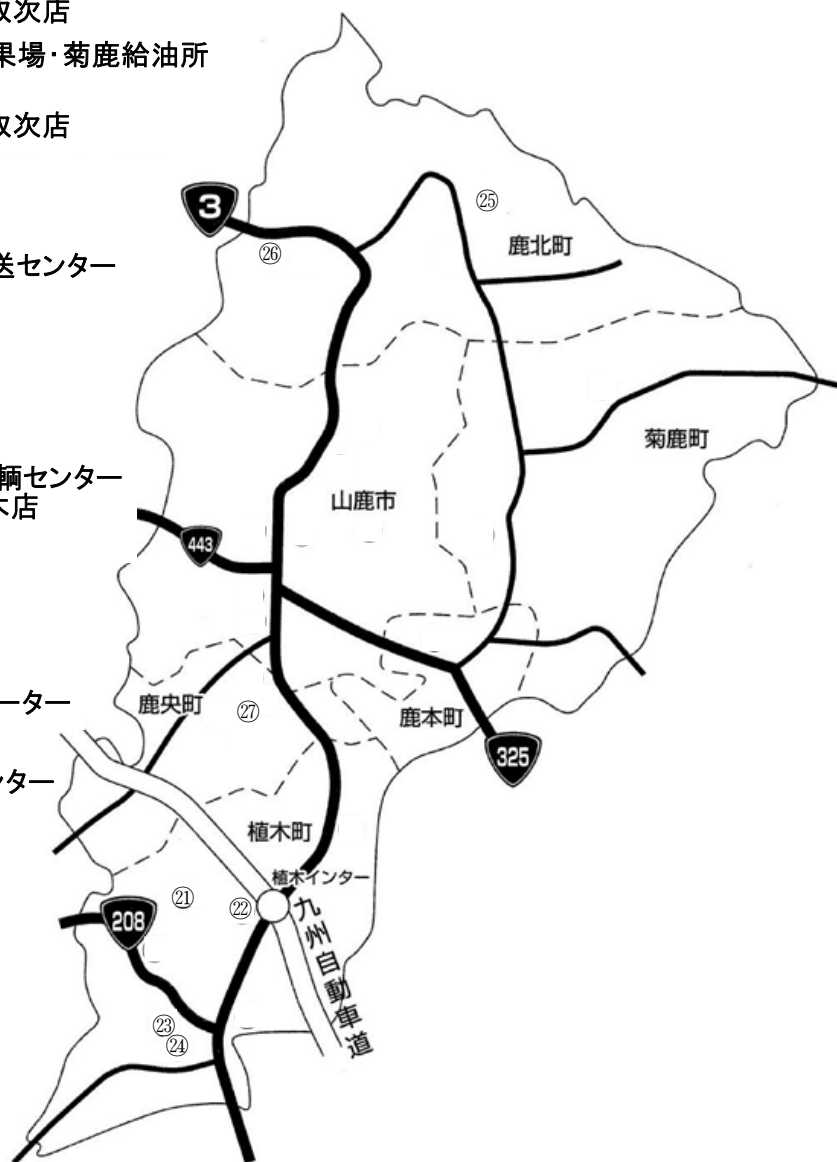 取次店
果場・菊鹿給油所
取次店
送センター
輌センター
木店
ーター
ンター
3
㉕
㉖
鹿北町
菊鹿町
山鹿市
443
鹿央町
㉗
鹿本町
325
植木町
植木インター
㉑
㉒
208
九州自動車道
㉓
㉔